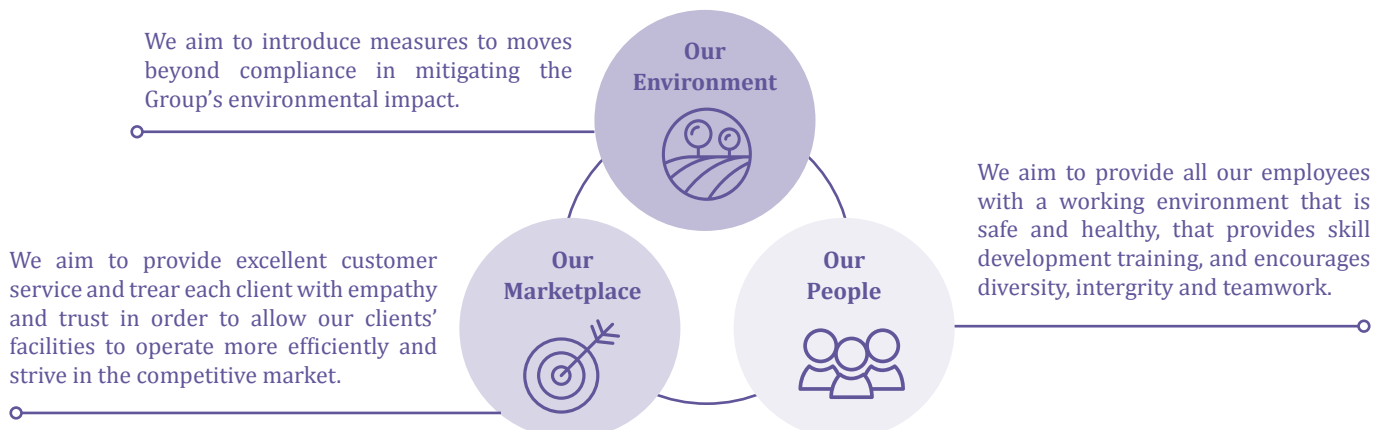 We aim to introduce measures to moves
beyond compliance in mitigating the
Group's environmental impact.
Our
Environment
We aim to provide all our employees
with a working environment that is
safe and healthy, that provides skill
development training, and encourages
diversity, intergrity and teamwork.
We aim to provide excellent customer
service and trear each client with empathy
and trust in order to allow our clients'
facilities to operate more efficiently and
strive in the competitive market.
Our
Marketplace
Our
People